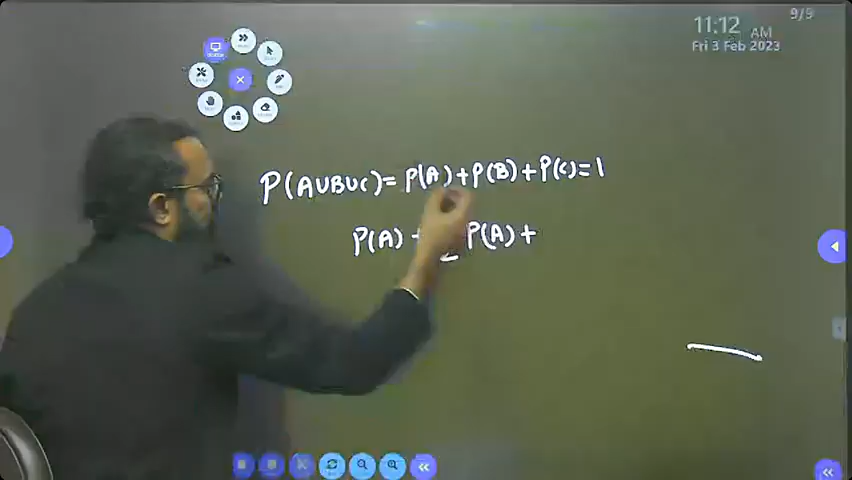 11:12 AM
9/9
Fri 3 Feb 2023
P(AUBUC)=P(A)+P(B)+P(C)=1
P(A) + P(A) +